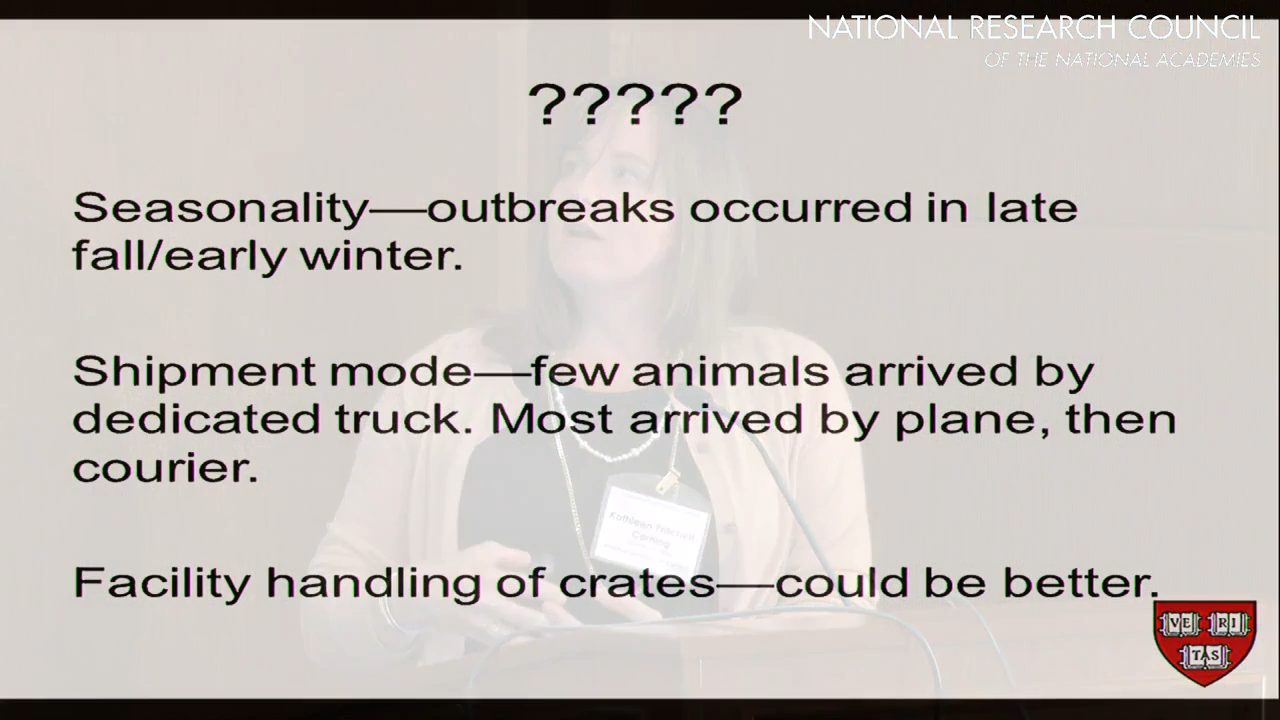 NATIONAL RESEARCH COUNCIL
OF THE NATIONAL ACADEMIES
?????
Seasonality—outbreaks occurred in late
fall/early winter.
Shipment mode—few animals arrived by
dedicated truck. Most arrived by plane, then
courier.
Kathleen
Corning
Facility handling of crates—could be better.
VE RI
TAS